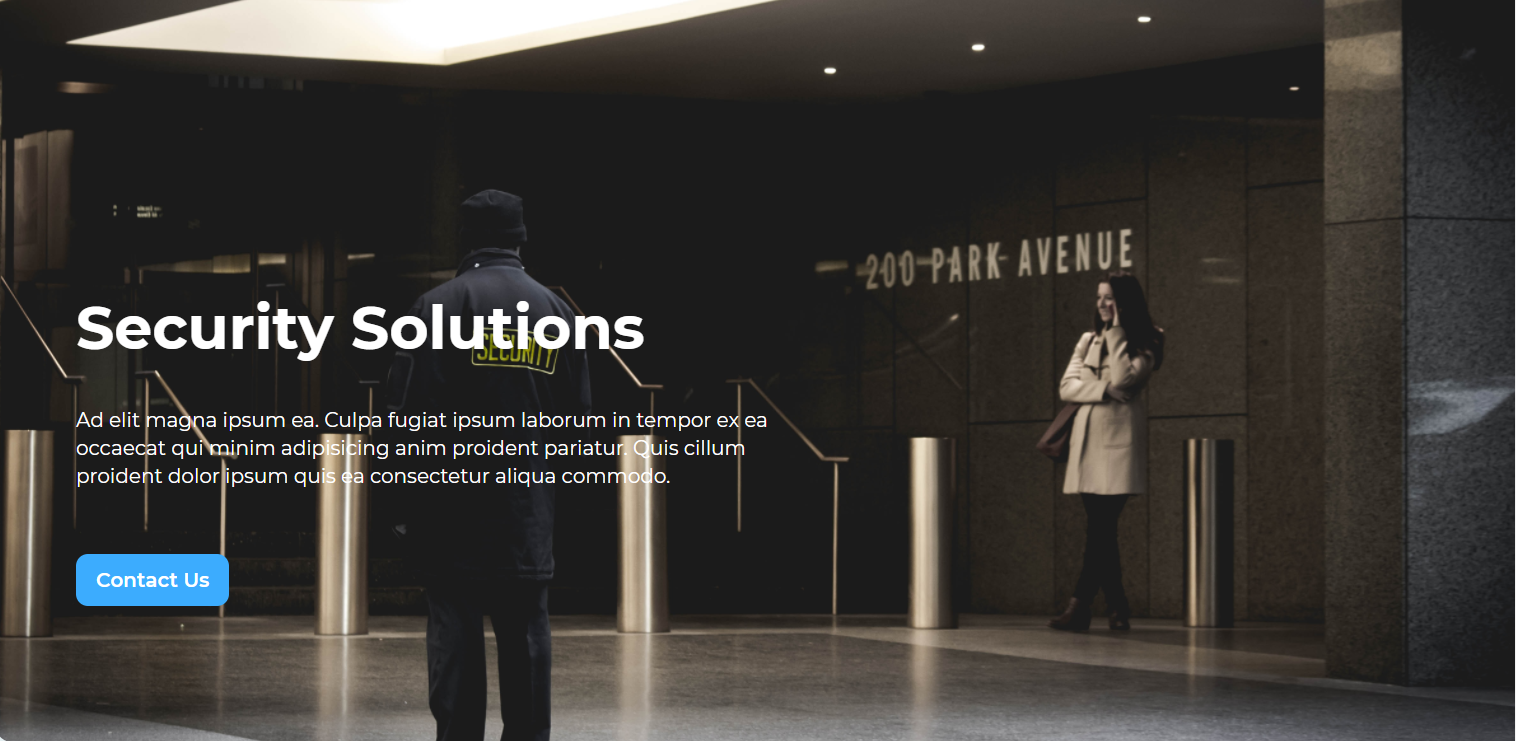 200 PARK AVENUE
Security Solutions
SECURITY
Ad elit magna ipsum ea. Culpa fugiat ipsum laborum in tempor ex ea
occaecat qui minim adipisicing anim proident pariatur. Quis cillum
proident dolor ipsum quis ea consectetur aliqua commodo.
Contact Us